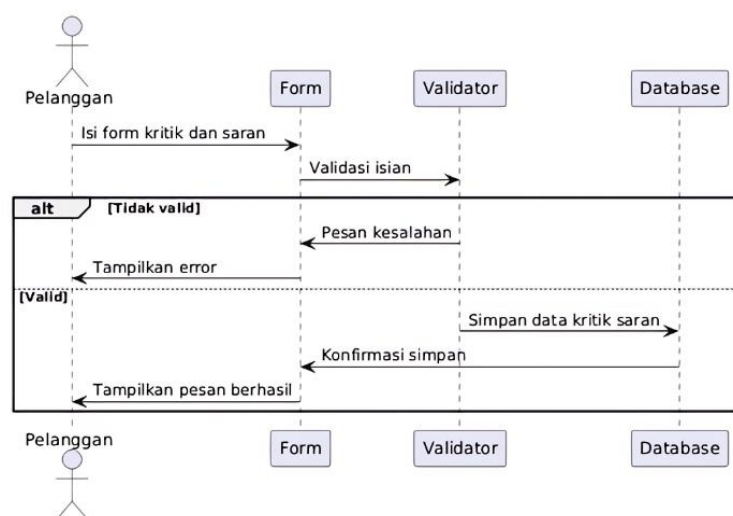 Pelanggan
Form
Validator
Database
Isi form kritik dan saran
Validasi isian
alt
[Tidak valid]
Pesan kesalahan
Tampilkan error
[Valid]
Simpan data kritik saran
Konfirmasi simpan
Tampilkan pesan berhasil
Pelanggan
Form
Validator
Database